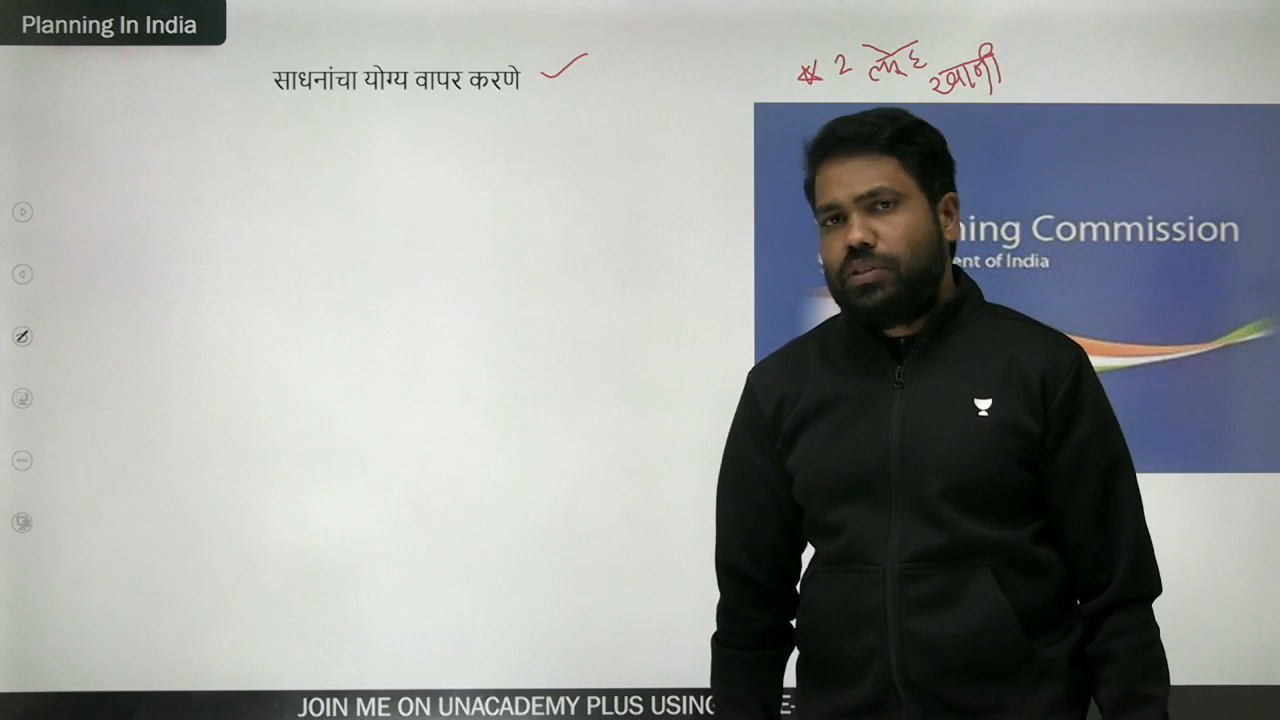 Planning In India
साधनांचा योग्य वापर करणे
* 2 खाणी
ning Commission
ent of India
JOIN ME ON UNACADEMY PLUS USING E-